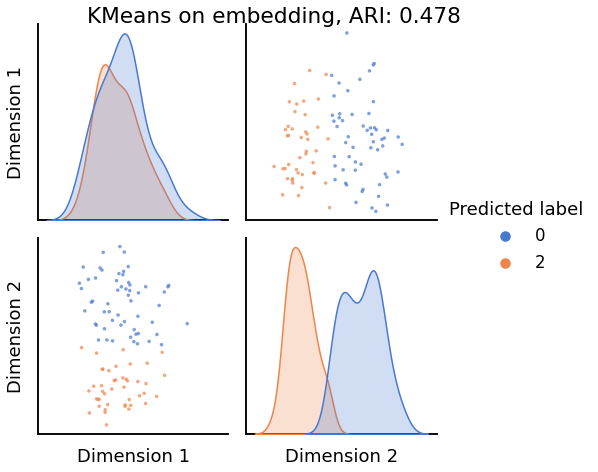 KMeans on embedding, ARI: 0.478
Dimension 1
Predicted label
0
2
Dimension 2
Dimension 1
Dimension 2